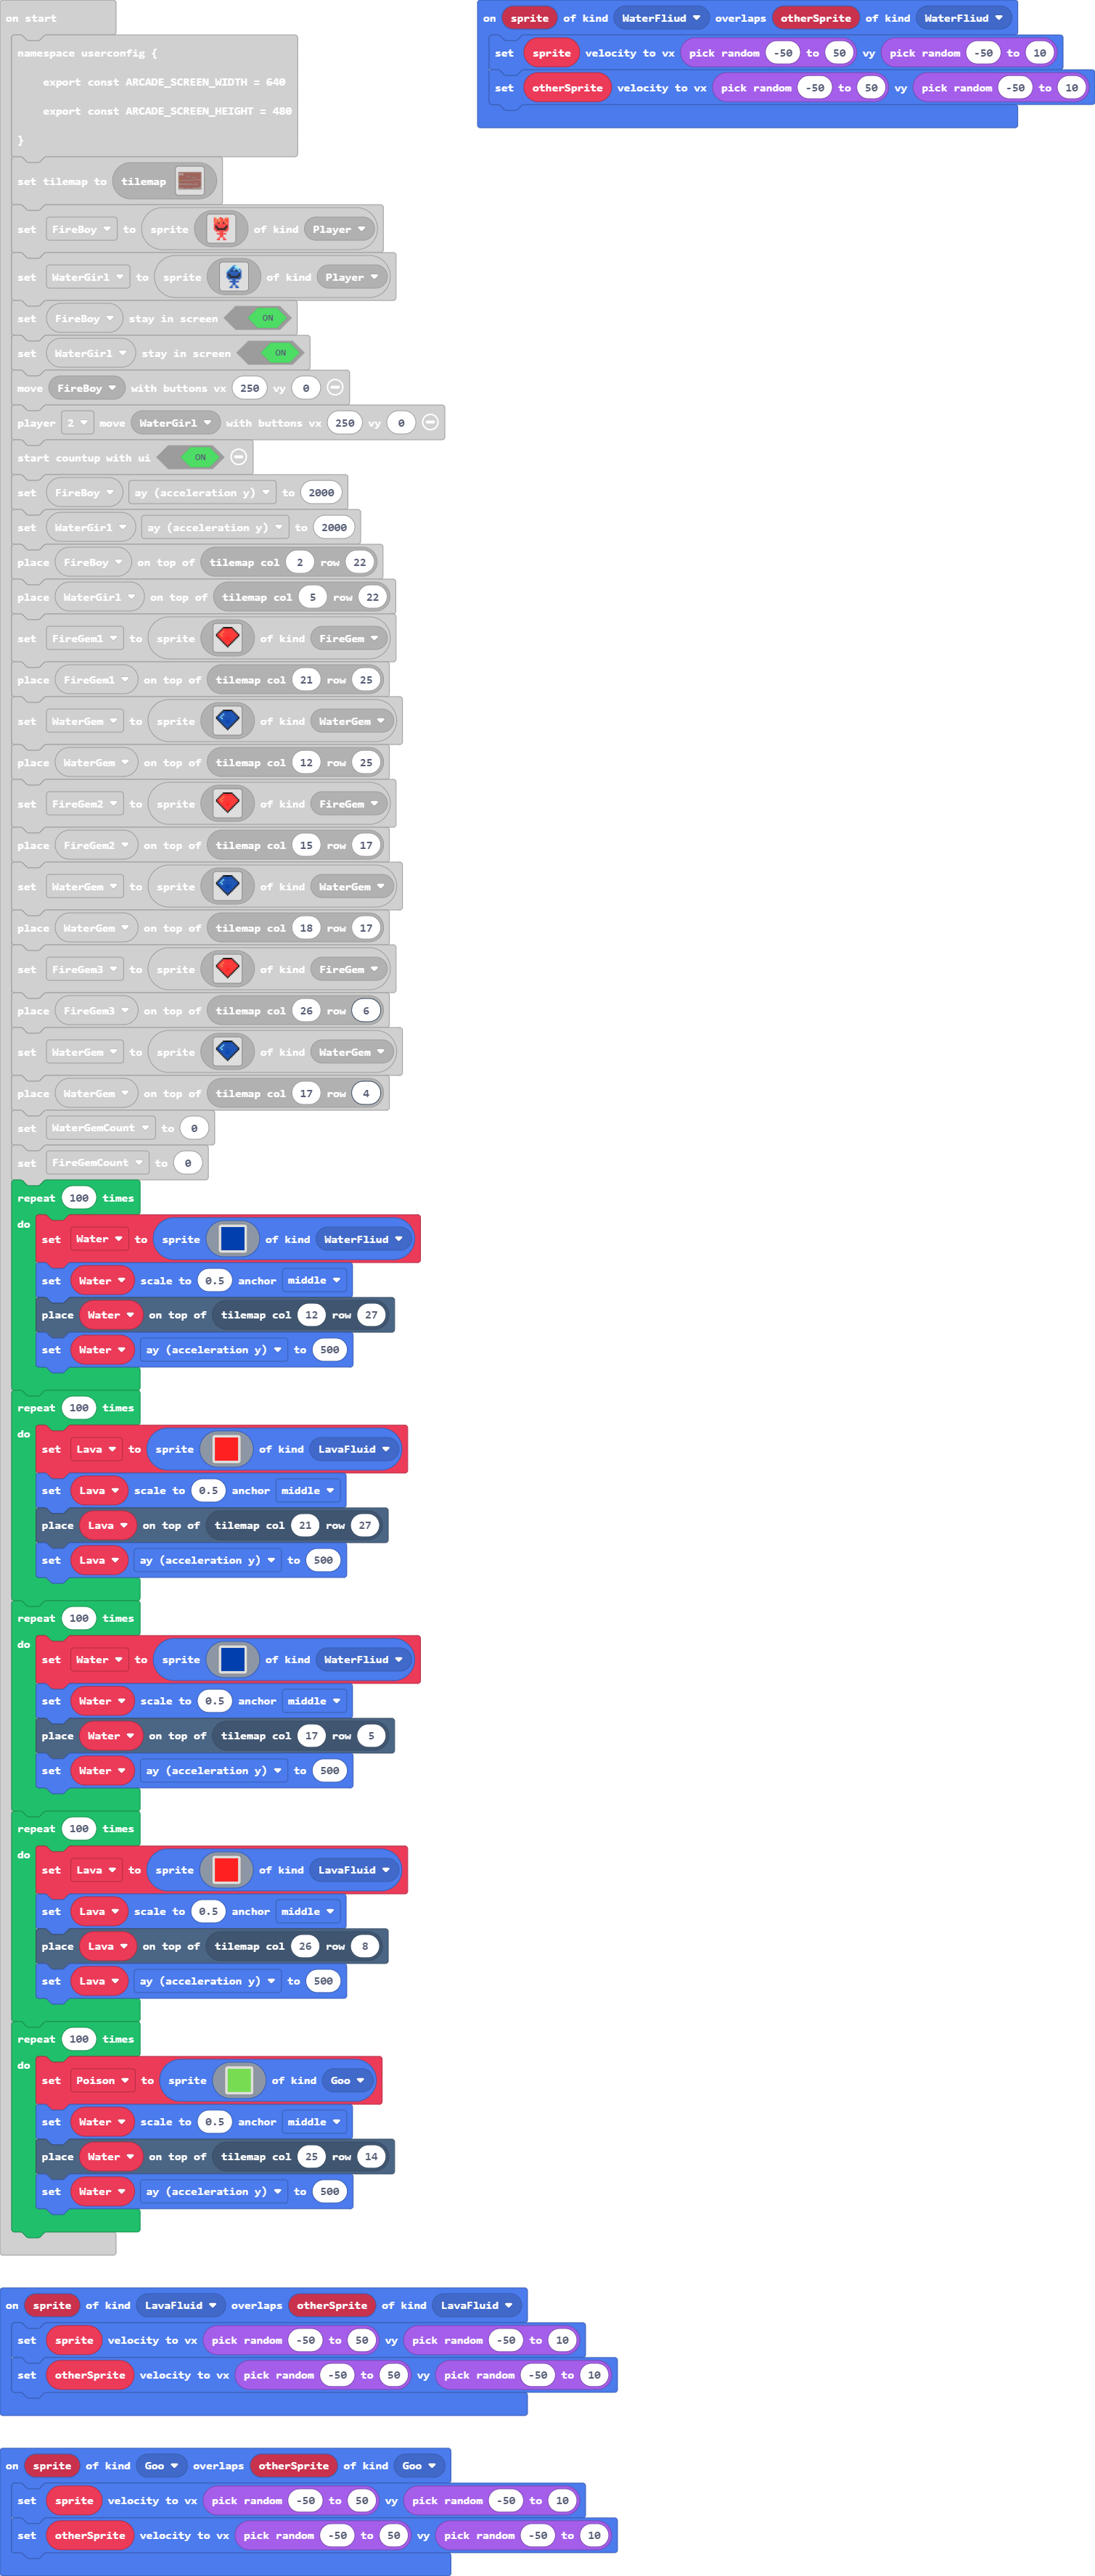 on start
namespace userconfig {
export const ARCADE_SCREEN_WIDTH = 640
export const ARCADE_SCREEN_HEIGHT = 480
}
set tilemap to tilemap
set FireBoy to sprite of kind Player
set WaterGirl to sprite of kind Player
set FireBoy stay in screen ON
set WaterGirl stay in screen ON
move FireBoy with buttons vx 250 vy 0
player 2 move WaterGirl with buttons vx 250 vy 0
start countup with ui ON
set FireBoy ay (acceleration y) to 2000
set WaterGirl ay (acceleration y) to 2000
place FireBoy on top of tilemap col 2 row 22
place WaterGirl on top of tilemap col 5 row 22
set FireGem1 to sprite of kind FireGem
place FireGem1 on top of tilemap col 21 row 25
set WaterGem to sprite of kind WaterGem
place WaterGem on top of tilemap col 12 row 25
set FireGem2 to sprite of kind FireGem
place FireGem2 on top of tilemap col 15 row 17
set WaterGem to sprite of kind WaterGem
place WaterGem on top of tilemap col 18 row 17
set FireGem3 to sprite of kind FireGem
place FireGem3 on top of tilemap col 26 row 6
set WaterGem to sprite of kind WaterGem
place WaterGem on top of tilemap col 17 row 4
set WaterGemCount to 0
set FireGemCount to 0
repeat 100 times
do
set Water to sprite of kind WaterFliud
set Water scale to 0.5 anchor middle
place Water on top of tilemap col 12 row 27
set Water ay (acceleration y) to 500
repeat 100 times
do
set Lava to sprite of kind LavaFluid
set Lava scale to 0.5 anchor middle
place Lava on top of tilemap col 21 row 27
set Lava ay (acceleration y) to 500
repeat 100 times
do
set Water to sprite of kind WaterFliud
set Water scale to 0.5 anchor middle
place Water on top of tilemap col 17 row 5
set Water ay (acceleration y) to 500
repeat 100 times
do
set Lava to sprite of kind LavaFluid
set Lava scale to 0.5 anchor middle
place Lava on top of tilemap col 26 row 8
set Lava ay (acceleration y) to 500
repeat 100 times
do
set Poison to sprite of kind Goo
set Water scale to 0.5 anchor middle
place Water on top of tilemap col 25 row 14
set Water ay (acceleration y) to 500
on sprite of kind WaterFliud overlaps otherSprite of kind WaterFliud
set sprite velocity to vx pick random -50 to 50 vy pick random -50 to 10
set otherSprite velocity to vx pick random -50 to 50 vy pick random -50 to 10
on sprite of kind LavaFluid overlaps otherSprite of kind LavaFluid
set sprite velocity to vx pick random -50 to 50 vy pick random -50 to 10
set otherSprite velocity to vx pick random -50 to 50 vy pick random -50 to 10
on sprite of kind Goo overlaps otherSprite of kind Goo
set sprite velocity to vx pick random -50 to 50 vy pick random -50 to 10
set otherSprite velocity to vx pick random -50 to 50 vy pick random -50 to 10